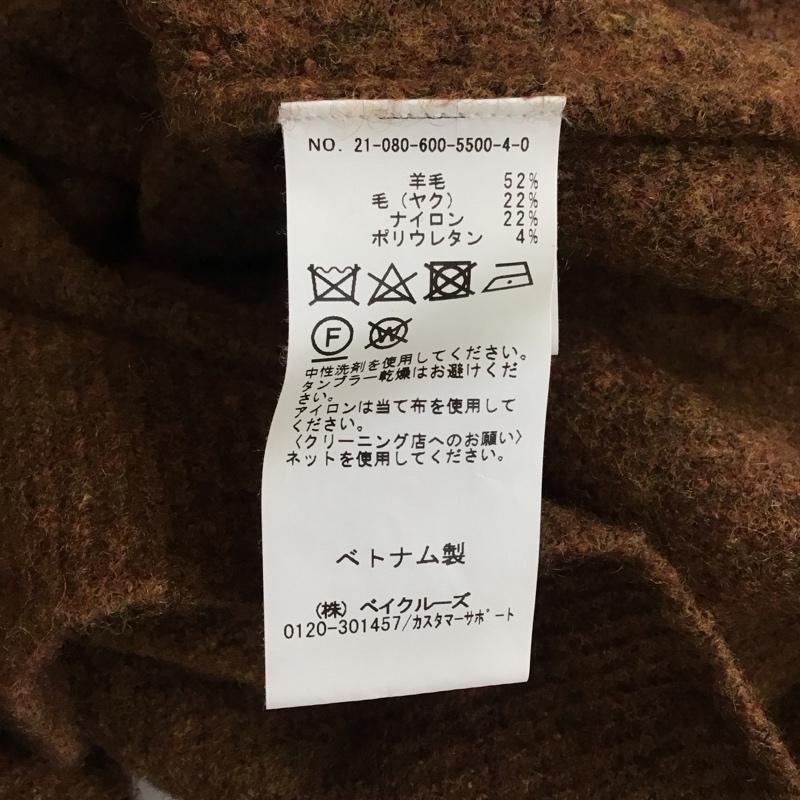 NO. 21-080-600-5500-4-0
羊毛 52%
毛(ヤク) 22%
ナイロン 22%
ポリウレタン 4%
F W
中性洗剤を使用してください。
タンブラー乾燥はお避けくだ
さい。
アイロンは当て布を使用して
ください。
〈クリーニング店へのお願い〉
ネットを使用してください。
ベトナム製
(株)ベイクルーズ
0120-301457/カスタマーサポート